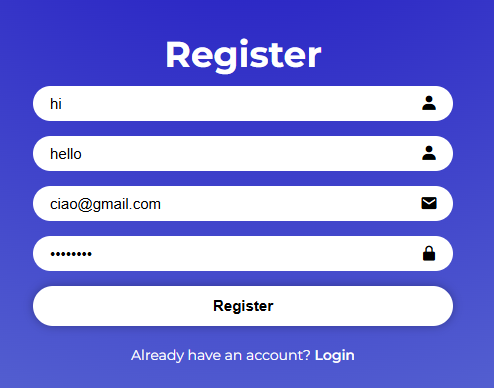 Register
hi
hello
ciao@gmail.com
••••••••
Register
Already have an account? Login